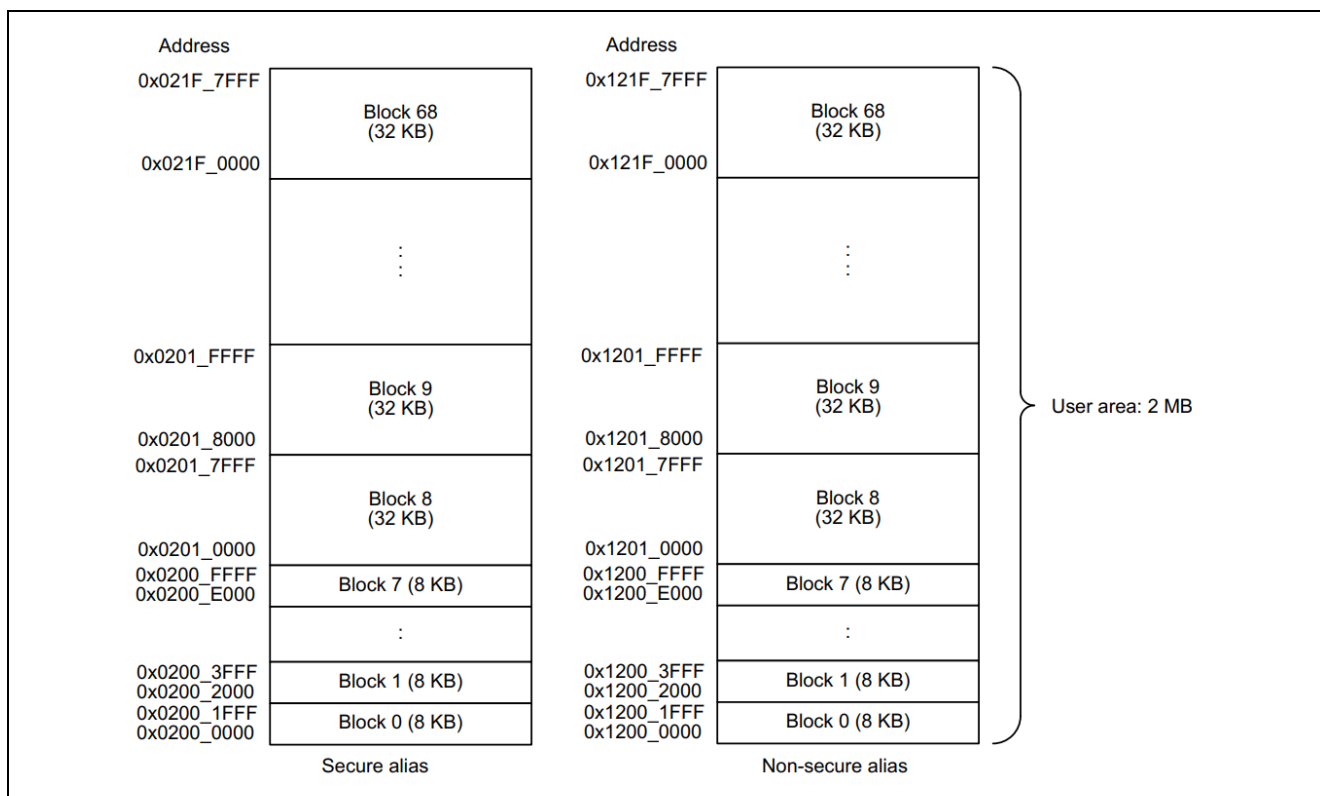 Address
0x021F_7FFF
Block 68
(32 KB)
0x021F_0000
:
:
0x0201_FFFF
Block 9
(32 KB)
0x0201_8000
0x0201_7FFF
Block 8
(32 KB)
0x0201_0000
0x0200_FFFF
Block 7 (8 KB)
0x0200_E000
:
0x0200_3FFF
Block 1 (8 KB)
0x0200_2000
0x0200_1FFF
Block 0 (8 KB)
0x0200_0000
Secure alias
Address
0x121F_7FFF
Block 68
(32 KB)
0x121F_0000
:
:
0x1201_FFFF
Block 9
(32 KB)
0x1201_8000
0x1201_7FFF
Block 8
(32 KB)
0x1201_0000
0x1200_FFFF
Block 7 (8 KB)
0x1200_E000
:
0x1200_3FFF
Block 1 (8 KB)
0x1200_2000
0x1200_1FFF
Block 0 (8 KB)
0x1200_0000
Non-secure alias
User area: 2 MB